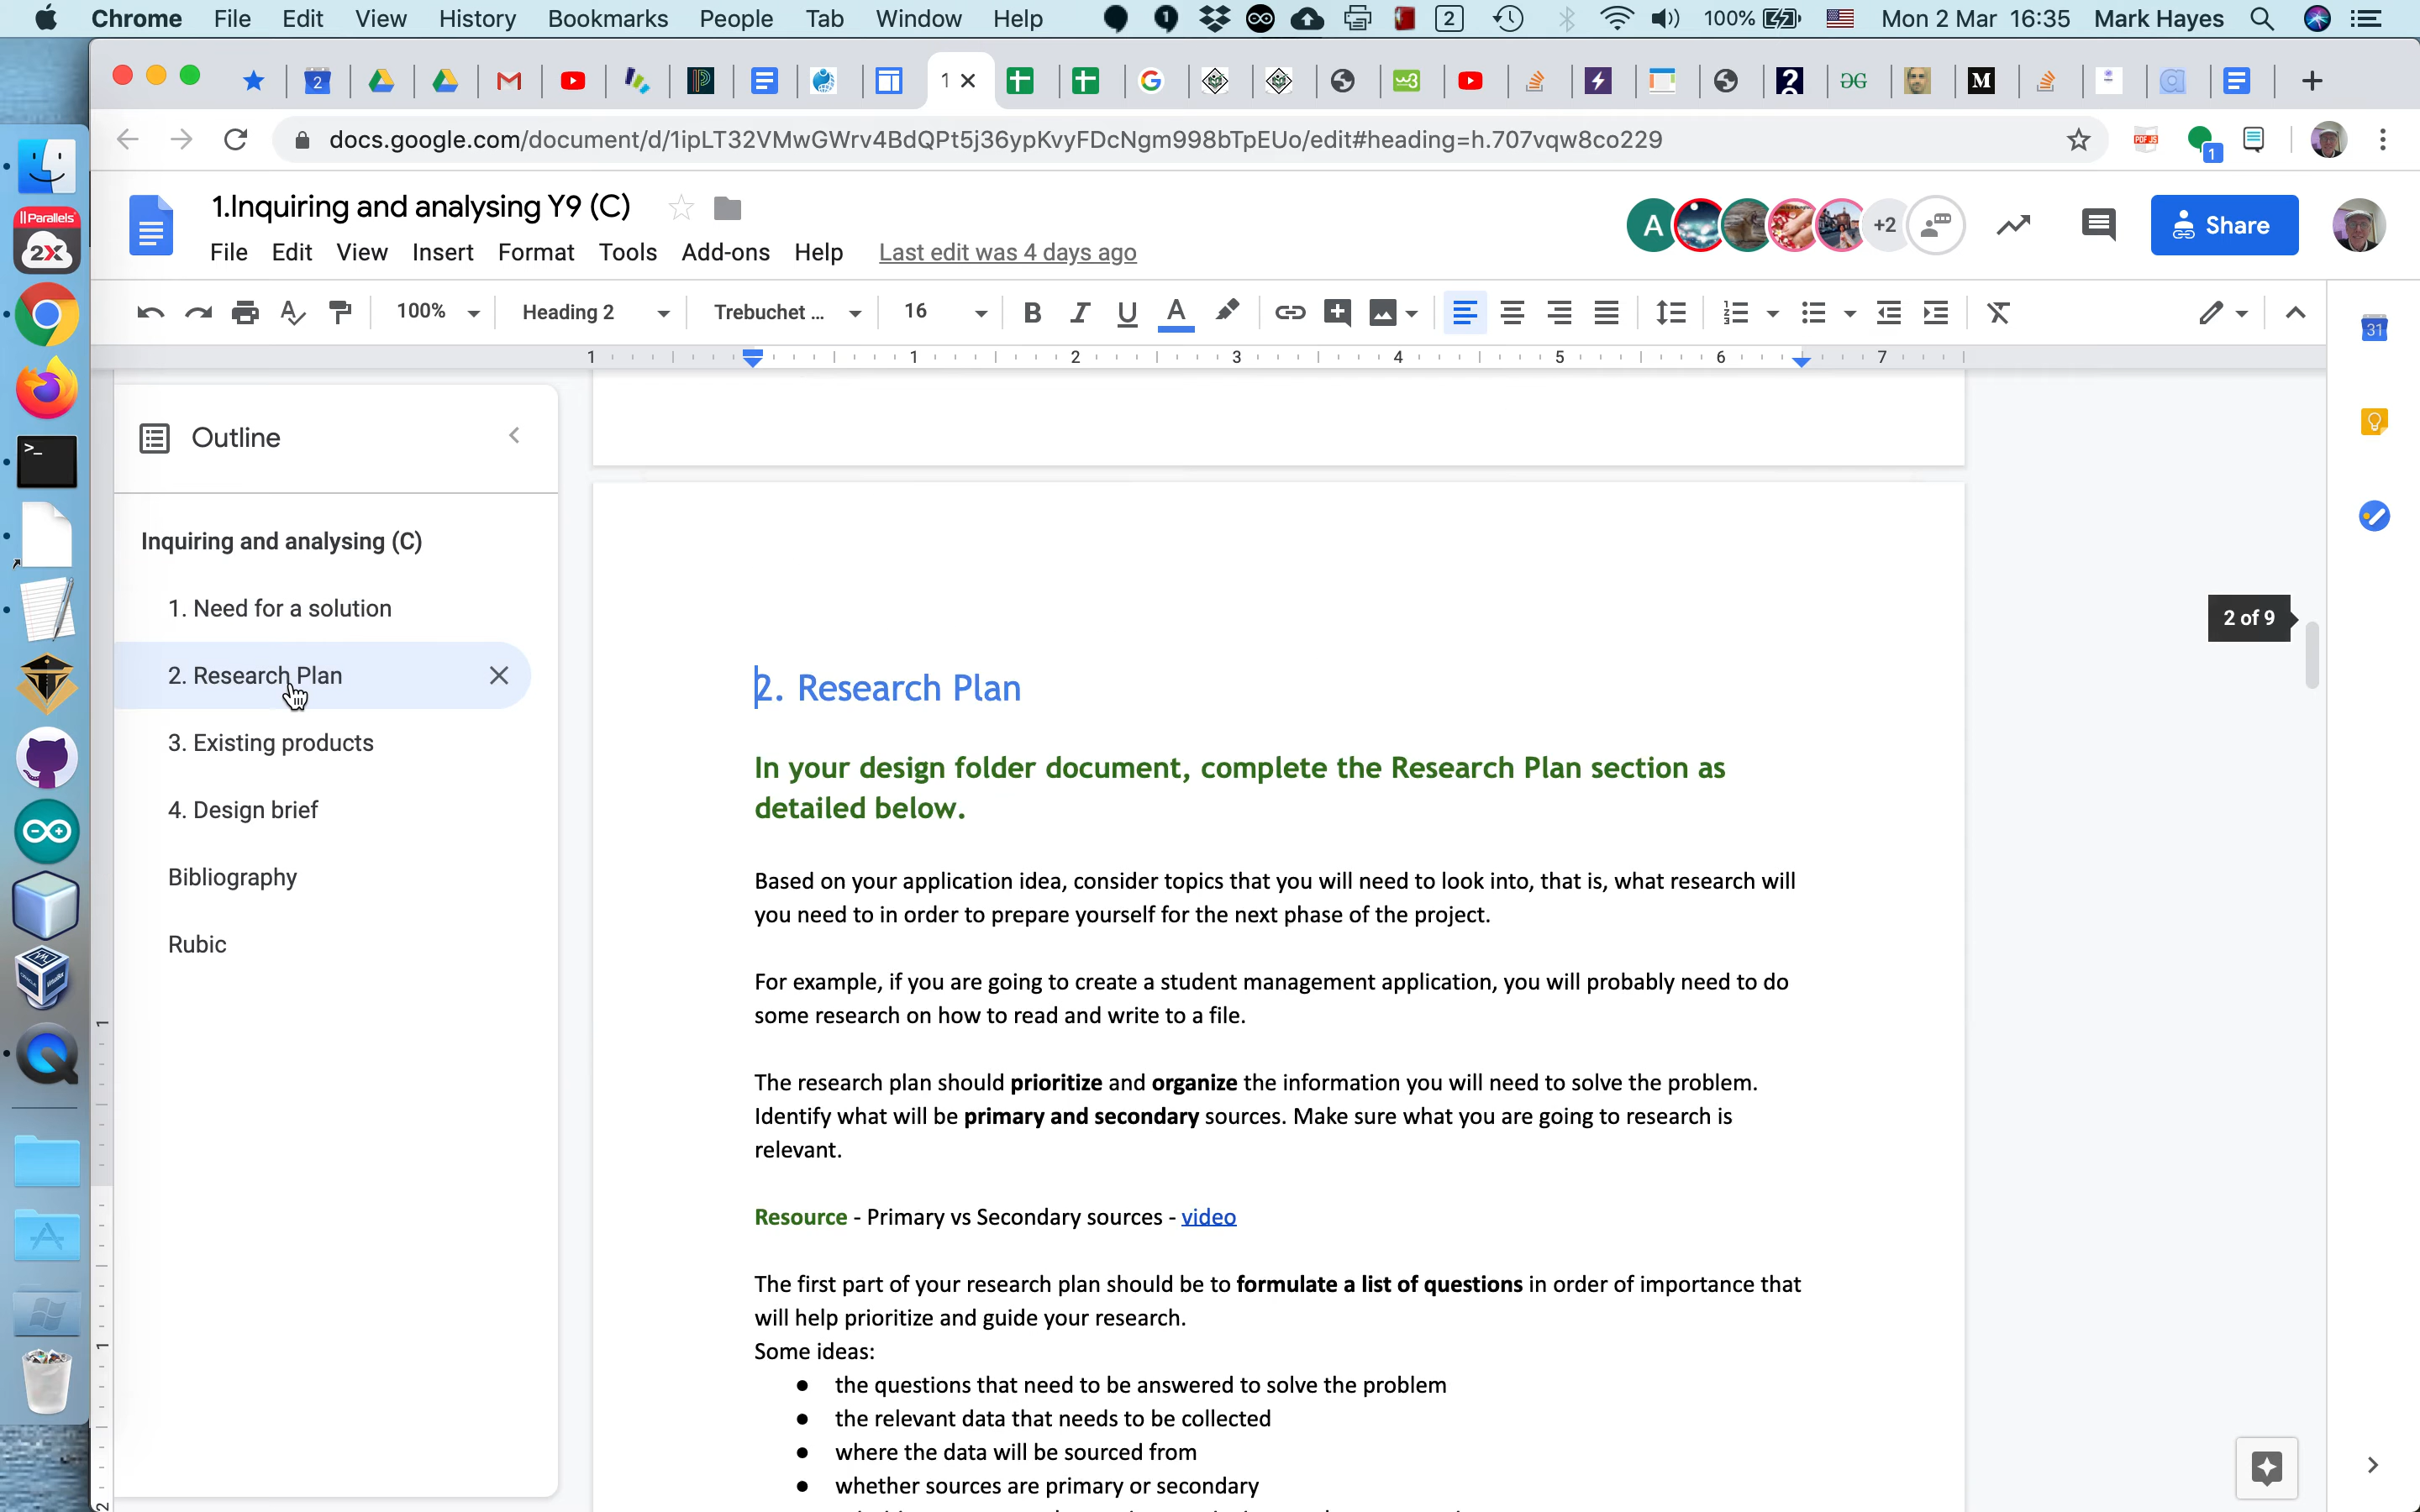 Chrome File Edit View History Bookmarks People Tab Window Help 1 2 100% Mon 2 Mar 16:35 Mark Hayes
2 1 G w3 M
docs.google.com/document/d/1ipLT32VMwGWrv4BdQPt5j36ypKvyFDcNgm998bTpEUo/edit#heading=h.707vqw8co229
1
1.Inquiring and analysing Y9 (C)
A +2 Share
File Edit View Insert Format Tools Add-ons Help Last edit was 4 days ago
100% Heading 2 Trebuchet ... 16 B I U A
31
1 1 2 3 4 5 6 7
|| Parallels
2X
Outline
Inquiring and analysing (C)
1. Need for a solution
2. Research Plan
3. Existing products
4. Design brief
Bibliography
Rubic
2 of 9
2. Research Plan
In your design folder document, complete the Research Plan section as
detailed below.
Based on your application idea, consider topics that you will need to look into, that is, what research will
you need to in order to prepare yourself for the next phase of the project.
For example, if you are going to create a student management application, you will probably need to do
some research on how to read and write to a file.
The research plan should prioritize and organize the information you will need to solve the problem.
Identify what will be primary and secondary sources. Make sure what you are going to research is
relevant.
Resource - Primary vs Secondary sources - video
The first part of your research plan should be to formulate a list of questions in order of importance that
will help prioritize and guide your research.
Some ideas:
● the questions that need to be answered to solve the problem
● the relevant data that needs to be collected
● where the data will be sourced from
● whether sources are primary or secondary
1
1
2